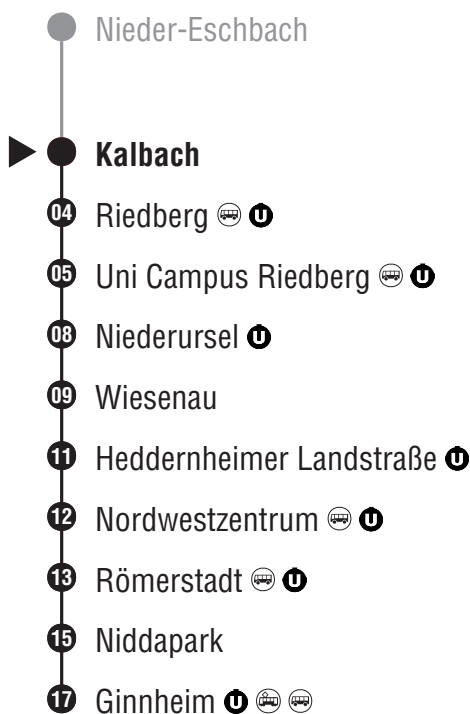 Nieder-Eschbach
Kalbach
04 Riedberg U
05 Uni Campus Riedberg U
08 Niederursel U
09 Wiesenau
11 Heddernheimer Landstraße U
12 Nordwestzentrum U
13 Römerstadt U
15 Niddapark
17 Ginnheim U